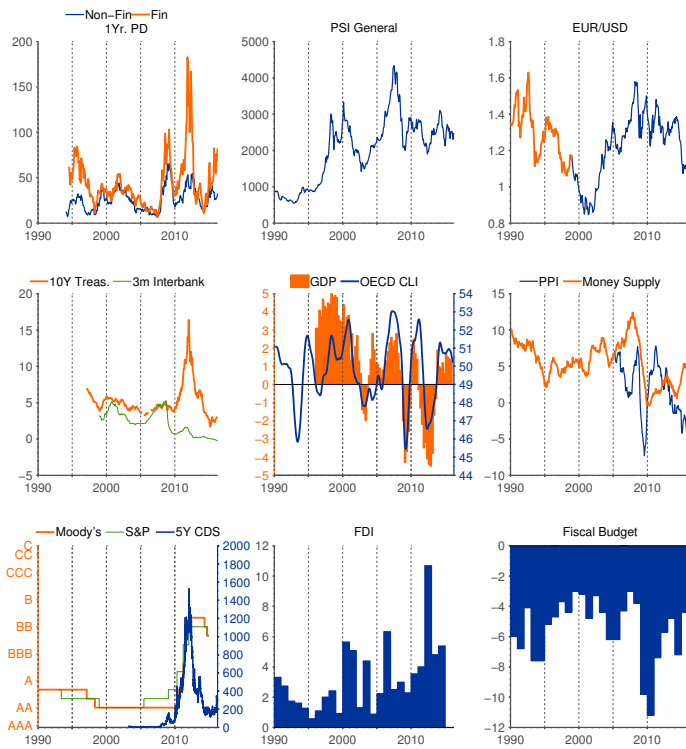 Non-Fin Fin
1Yr. PD
200
150
100
50
0
1990 2000 2010
PSI General
5000
4000
3000
2000
1000
0
1990 2000 2010
EUR/USD
1.8
1.6
1.4
1.2
1
0.8
1990 2000 2010
10Y Treas. 3m Interbank
20
15
10
5
0
−5
1990 2000 2010
GDP OECD CLI
5 54
4 53
3 52
2 51
1 50
0 49
−1 48
−2 47
−3 46
−4 45
−5 44
1990 2000 2010
PPI Money Supply
15
10
5
0
−5
−10
1990 2000 2010
Moody's S&P 5Y CDS
C 2000
CC 1800
CCC 1600
1400
B 1200
BB 1000
BBB 800
600
A 400
AA 200
AAA 0
1990 2000 2010
FDI
12
10
8
6
4
2
0
1990 2000 2010
Fiscal Budget
0
−2
−4
−6
−8
−10
−12
1990 2000 2010